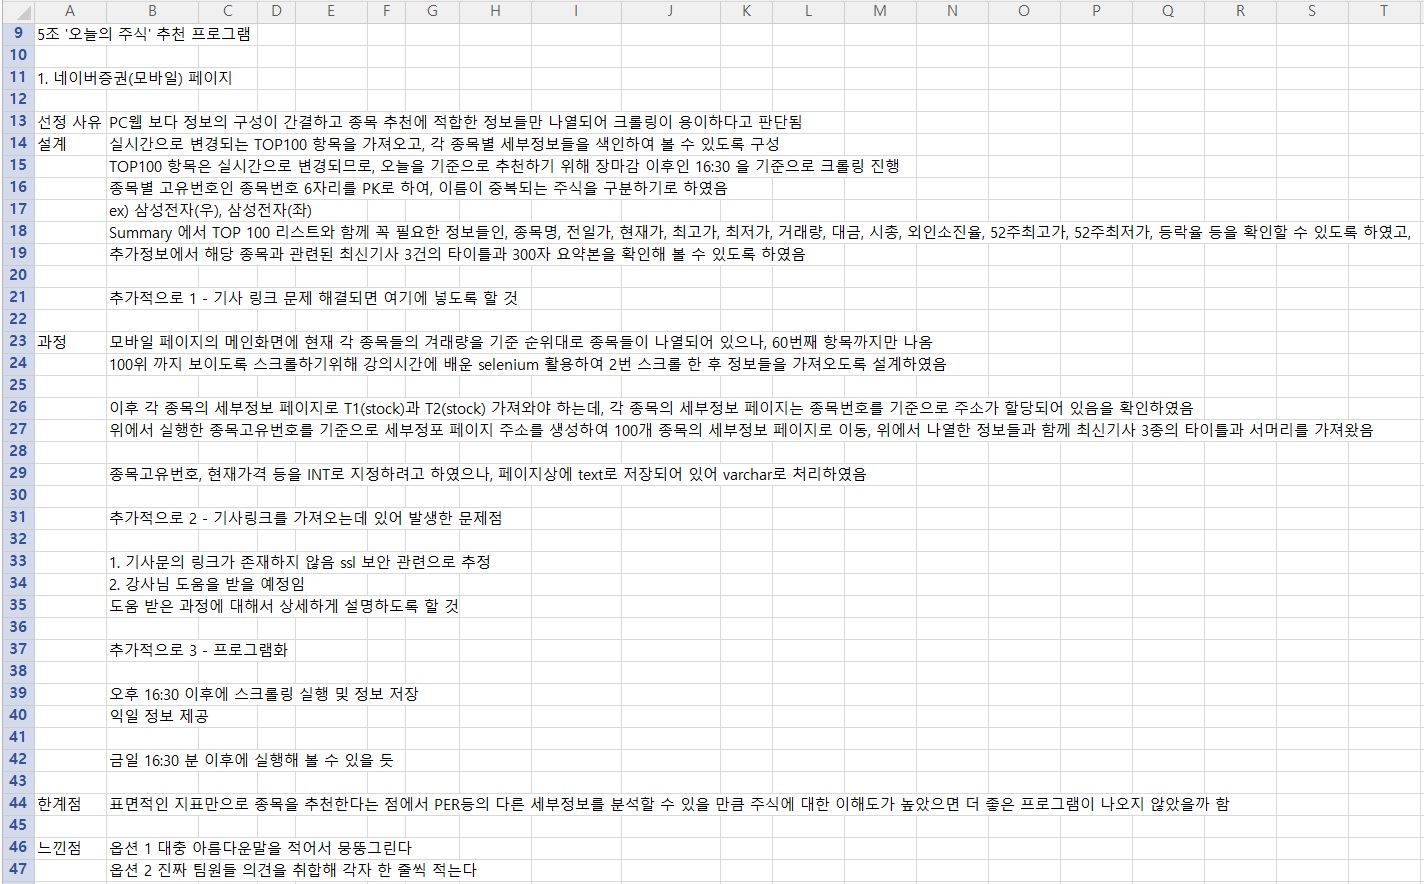 A B C D E F G H I J K L M N O P Q R S T
9 5조 '오늘의 주식' 추천 프로그램
10
11 1. 네이버증권(모바일) 페이지
12
13 선정 사유 PC웹 보다 정보의 구성이 간결하고 종목 추천에 적합한 정보들만 나열되어 크롤링이 용이하다고 판단됨
14 설계 실시간으로 변경되는 TOP100 항목을 가져오고, 각 종목별 세부정보들을 색인하여 볼 수 있도록 구성
15 TOP100 항목은 실시간으로 변경되므로, 오늘을 기준으로 추천하기 위해 장마감 이후인 16:30 을 기준으로 크롤링 진행
16 종목별 고유번호인 종목번호 6자리를 PK로 하여, 이름이 중복되는 주식을 구분하기로 하였음
17 ex) 삼성전자(우), 삼성전자(좌)
18 Summary 에서 TOP 100 리스트와 함께 꼭 필요한 정보들인, 종목명, 전일가, 현재가, 최고가, 최저가, 거래량, 대금, 시총, 외인소진율, 52주최고가, 52주최저가, 등락율 등을 확인할 수 있도록 하였고,
19 추가정보에서 해당 종목과 관련된 최신기사 3건의 타이틀과 300자 요약본을 확인해 볼 수 있도록 하였음
20
21 추가적으로 1 - 기사 링크 문제 해결되면 여기에 넣도록 할 것
22
23 과정 모바일 페이지의 메인화면에 현재 각 종목들의 겨래량을 기준 순위대로 종목들이 나열되어 있으나, 60번째 항목까지만 나옴
24 100위 까지 보이도록 스크롤하기위해 강의시간에 배운 selenium 활용하여 2번 스크롤 한 후 정보들을 가져오도록 설계하였음
25
26 이후 각 종목의 세부정보 페이지로 T1(stock)과 T2(stock) 가져와야 하는데, 각 종목의 세부정보 페이지는 종목번호를 기준으로 주소가 할당되어 있음을 확인하였음
27 위에서 실행한 종목고유번호를 기준으로 세부정포 페이지 주소를 생성하여 100개 종목의 세부정보 페이지로 이동, 위에서 나열한 정보들과 함께 최신기사 3종의 타이틀과 서머리를 가져왔음
28
29 종목고유번호, 현재가격 등을 INT로 지정하려고 하였으나, 페이지상에 text로 저장되어 있어 varchar로 처리하였음
30
31 추가적으로 2 - 기사링크를 가져오는데 있어 발생한 문제점
32
33 1. 기사문의 링크가 존재하지 않음 ssl 보안 관련으로 추정
34 2. 강사님 도움을 받을 예정임
35 도움 받은 과정에 대해서 상세하게 설명하도록 할 것
36
37 추가적으로 3 - 프로그램화
38
39 오후 16:30 이후에 스크롤링 실행 및 정보 저장
40 익일 정보 제공
41
42 금일 16:30 분 이후에 실행해 볼 수 있을 듯
43
44 한계점 표면적인 지표만으로 종목을 추천한다는 점에서 PER등의 다른 세부정보를 분석할 수 있을 만큼 주식에 대한 이해도가 높았으면 더 좋은 프로그램이 나오지 않았을까 함
45
46 느낀점 옵션 1 대충 아름다운말을 적어서 뭉뚱그린다
47 옵션 2 진짜 팀원들 의견을 취합해 각자 한 줄씩 적는다